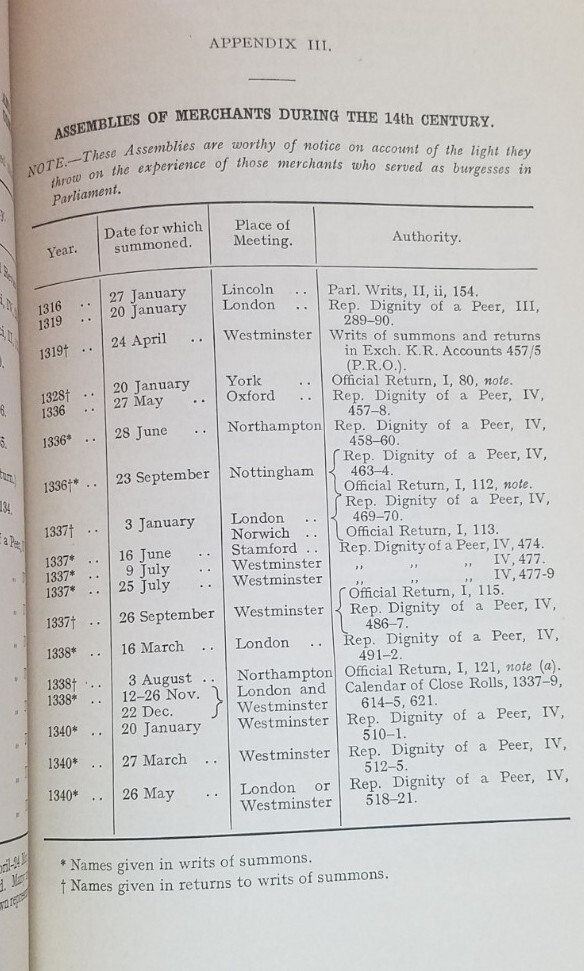 APPENDIX III.
ASSEMBLIES OF MERCHANTS DURING THE 14th CENTURY.
NOTE.—These Assemblies are worthy of notice on account of the light they
throw on the experience of those merchants who served as burgesses in
Parliament.
Year. Date for which summoned. Place of Meeting. Authority.
1316 .. 27 January Lincoln .. Parl. Writs, II, ii, 154.
1319 .. 20 January London .. Rep. Dignity of a Peer, III,
289–90.
1319† .. 24 April .. Westminster Writs of summons and returns
in Exch. K.R. Accounts 457/5
(P.R.O.).
1328† .. 20 January York .. Official Return, I, 80, note.
1336 .. 27 May .. Oxford .. Rep. Dignity of a Peer, IV,
457–8.
1336* .. 28 June .. Northampton Rep. Dignity of a Peer, IV,
458–60.
1336†* .. 23 September Nottingham { Rep. Dignity of a Peer, IV,
463–4.
Official Return, I, 112, note.
1337† .. 3 January London .. { Rep. Dignity of a Peer, IV,
469–70.
Norwich .. Official Return, I, 113.
1337* .. 16 June .. Stamford .. Rep. Dignity of a Peer, IV, 474.
1337* .. 9 July .. Westminster ,, ,, ,, IV, 477.
1337* .. 25 July .. Westminster ,, ,, ,, IV, 477-9
1337† .. 26 September Westminster { Official Return, I, 115.
Rep. Dignity of a Peer, IV,
486–7.
1338* .. 16 March .. London .. Rep. Dignity of a Peer, IV,
491–2.
1338† .. 3 August .. Northampton Official Return, I, 121, note (a).
1338* .. 12–26 Nov. } London and Calendar of Close Rolls, 1337–9,
22 Dec. Westminster 614–5, 621.
1340* .. 20 January Westminster Rep. Dignity of a Peer, IV,
510–1.
1340* .. 27 March .. Westminster Rep. Dignity of a Peer, IV,
512–5.
1340* .. 26 May .. London or Rep. Dignity of a Peer, IV,
Westminster 518–21.
* Names given in writs of summons.
† Names given in returns to writs of summons.